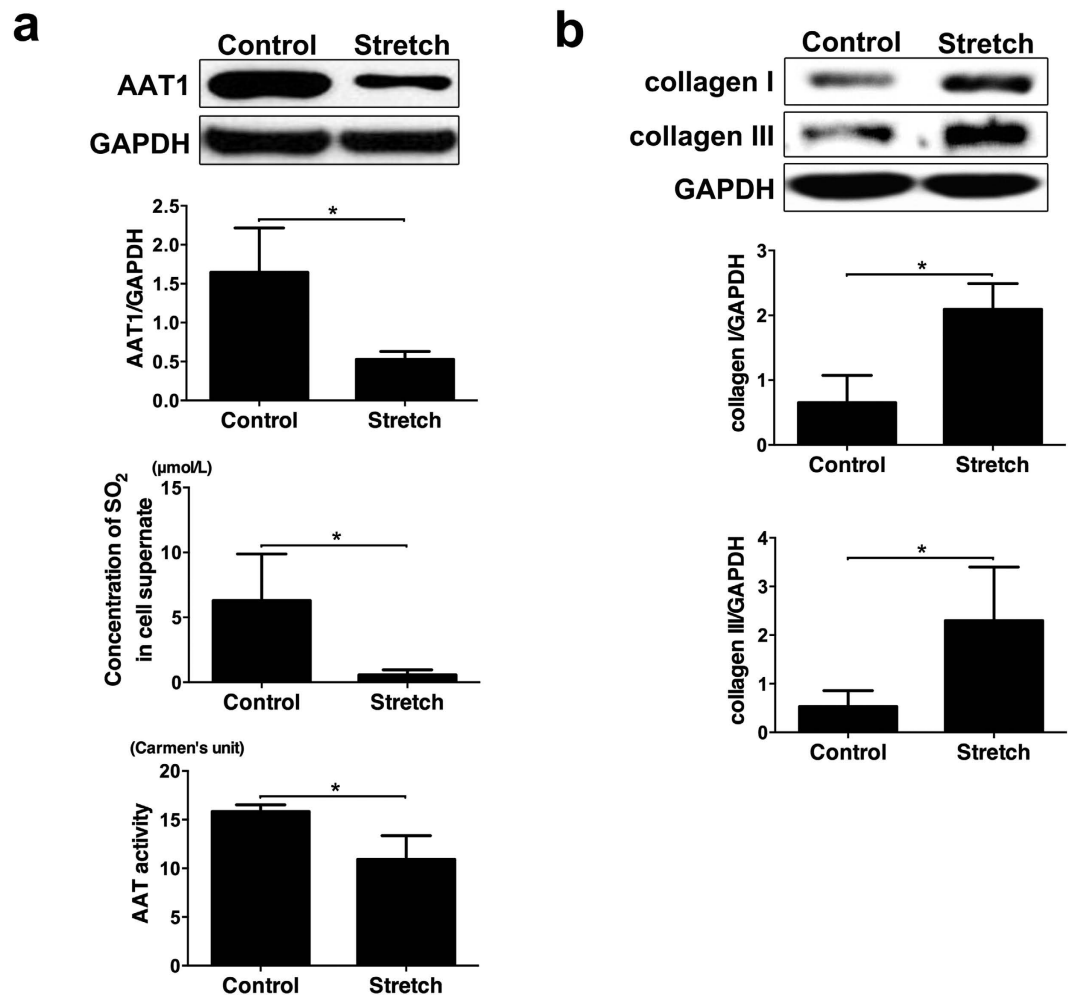 a
Control Stretch
AAT1
GAPDH
2.5
2.0
1.5
1.0
0.5
0.0
AAT1/GAPDH
*
Control Stretch
(μmol/L)
Concentration of SO2
in cell supernate
15
10
5
0
*
Control Stretch
(Carmen's unit)
AAT activity
20
15
10
5
0
*
Control Stretch
b
Control Stretch
collagen I
collagen III
GAPDH
collagen I/GAPDH
3
2
1
0
*
Control Stretch
collagen III/GAPDH
4
3
2
1
0
*
Control Stretch